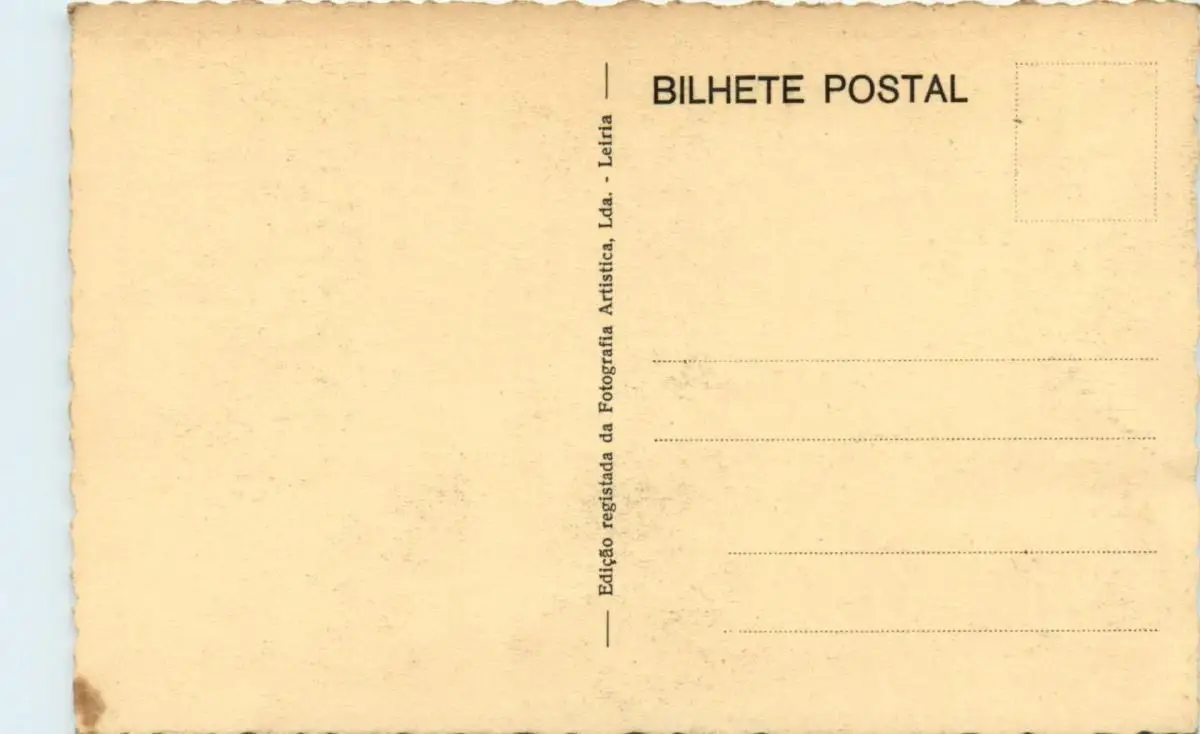 BILHETE POSTAL
Edição registada da Fotografia Artistica, Lda. - Leiria